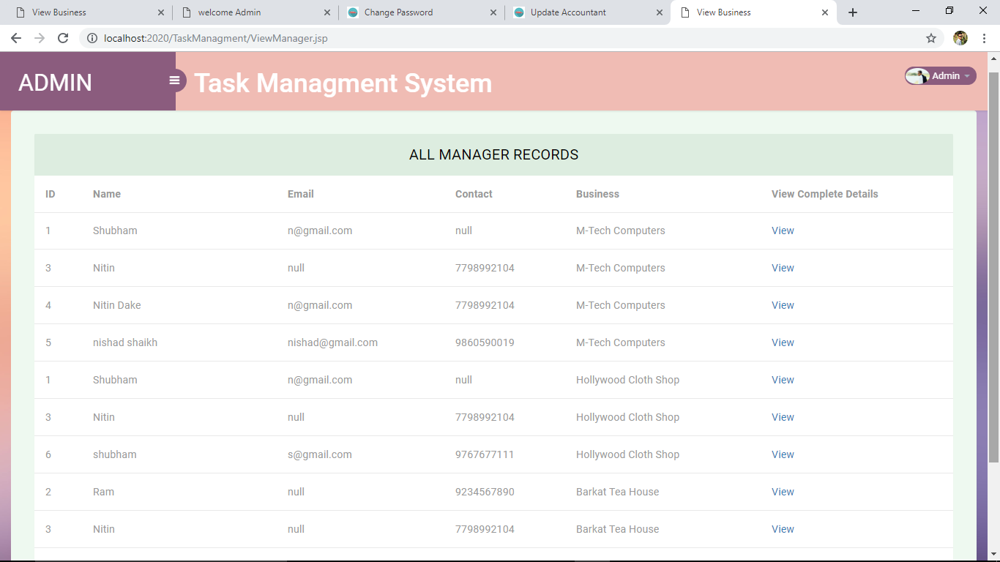 View Business welcome Admin Change Password Update Accountant View Business
localhost:2020/TaskManagment/ViewManager.jsp
ADMIN Task Managment System Admin
ALL MANAGER RECORDS
ID Name Email Contact Business View Complete Details
1 Shubham n@gmail.com null M-Tech Computers View
3 Nitin null 7798992104 M-Tech Computers View
4 Nitin Dake n@gmail.com 7798992104 M-Tech Computers View
5 nishad shaikh nishad@gmail.com 9860590019 M-Tech Computers View
1 Shubham n@gmail.com null Hollywood Cloth Shop View
3 Nitin null 7798992104 Hollywood Cloth Shop View
6 shubham s@gmail.com 9767677111 Hollywood Cloth Shop View
2 Ram null 9234567890 Barkat Tea House View
3 Nitin null 7798992104 Barkat Tea House View